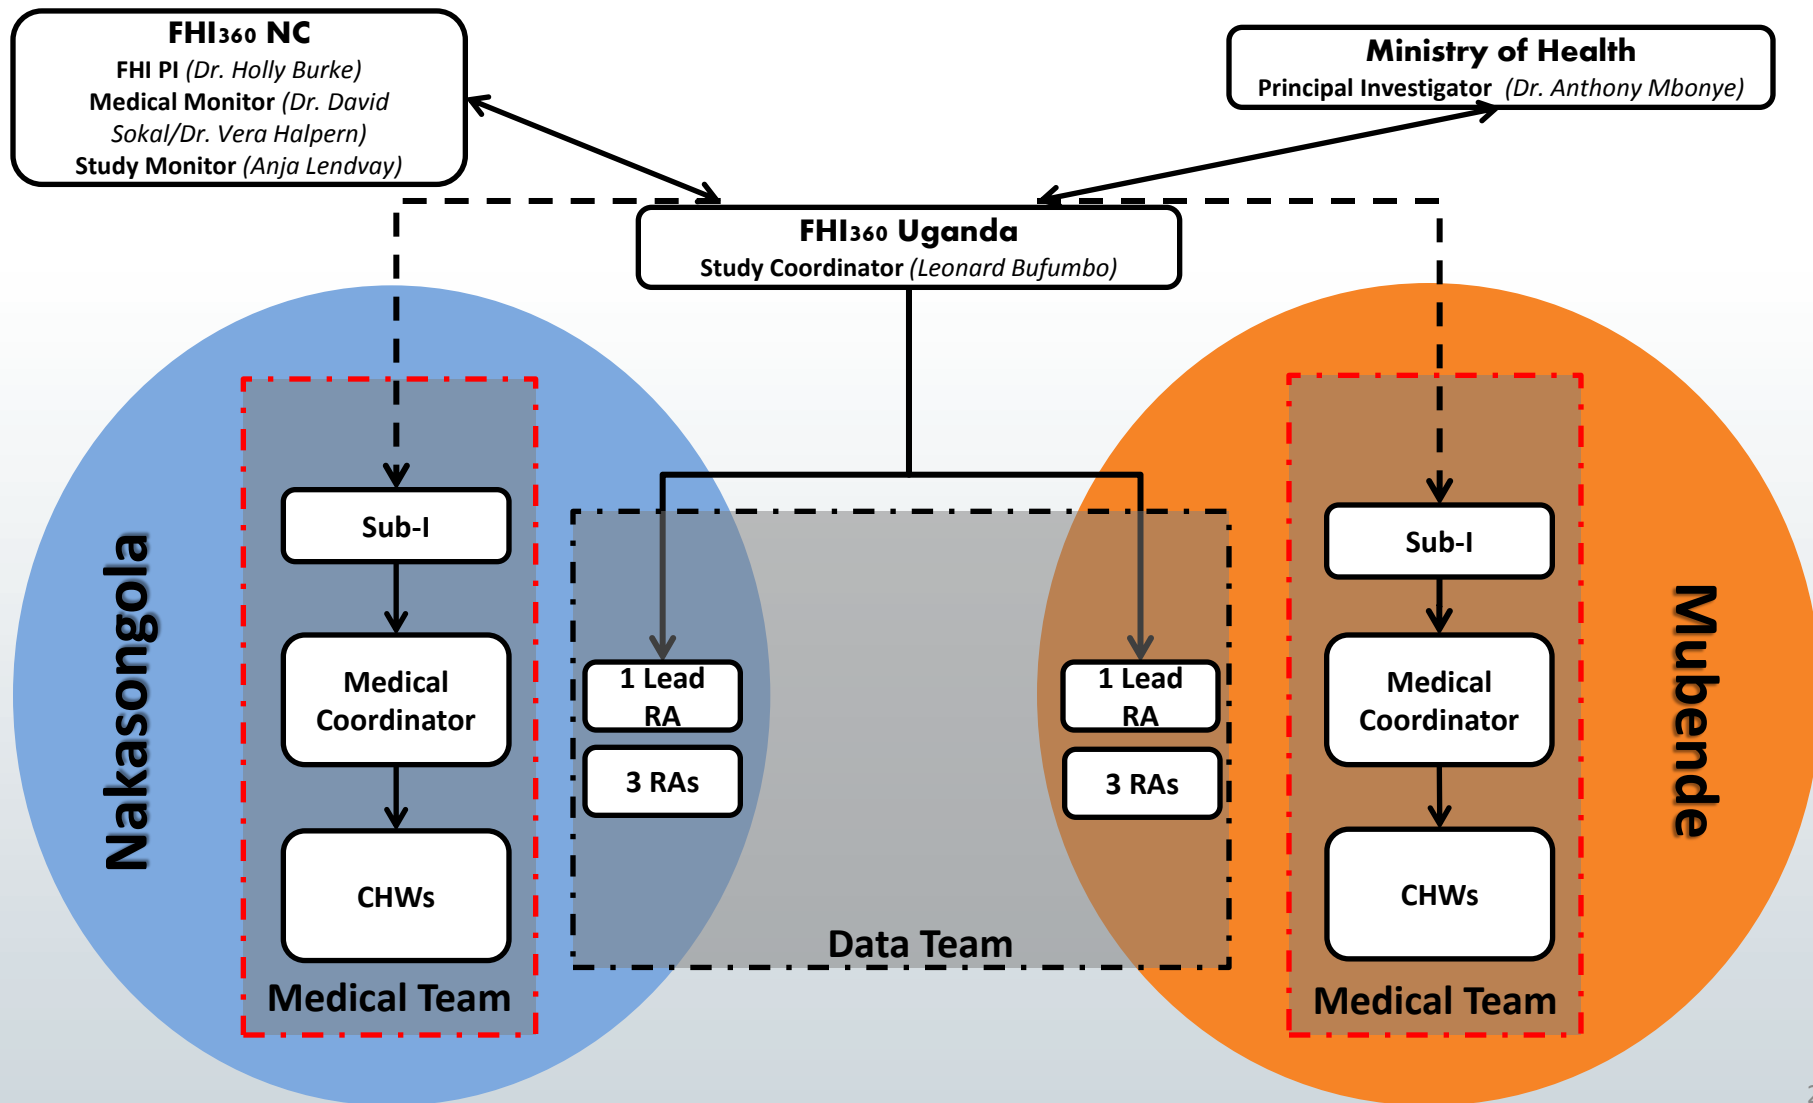 FHI360 NC
FHI PI (Dr. Holly Burke)
Medical Monitor (Dr. David
Sokal/Dr. Vera Halpern)
Study Monitor (Anja Lendvay)
Ministry of Health
Principal Investigator (Dr. Anthony Mbonye)
FHI360 Uganda
Study Coordinator (Leonard Bufumbo)
Nakasongola
Sub-I
Medical
Coordinator
CHWs
Medical Team
1 Lead
RA
3 RAs
Data Team
1 Lead
RA
3 RAs
Sub-I
Medical
Coordinator
CHWs
Medical Team
Mubende